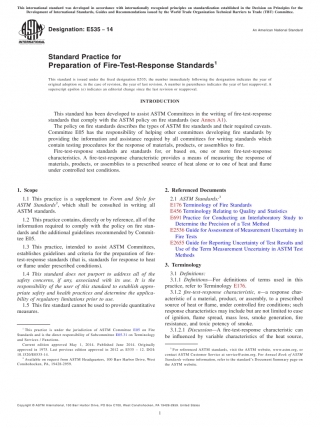 This international standard was developed in accordance with internationally recognized principles on standardization established in the Decision on Principles for the
Development of International Standards, Guides and Recommendations issued by the World Trade Organization Technical Barriers to Trade (TBT) Committee.
Designation: E535 − 14
An American National Standard
Standard Practice for
Preparation of Fire-Test-Response Standards1
This standard is issued under the fixed designation E535; the number immediately following the designation indicates the year of
original adoption or, in the case of revision, the year of last revision. A number in parentheses indicates the year of last reapproval. A
superscript epsilon (´) indicates an editorial change since the last revision or reapproval.
INTRODUCTION
This standard has been developed to assist ASTM Committees in the writing of fire-test-response
standards that comply with the ASTM policy on fire standards (see Annex A1).
The policy on fire standards describes the types of ASTM fire standards and their required caveats.
Committee E05 has the responsibility of helping other committees developing fire standards by
providing the information and assistance required by all committees for writing standards which
contain testing procedures for the response of materials, products, or assemblies to fire.
Fire-test-response standards are standards for, or based on, one or more fire-test-response
characteristics. A fire-test-response characteristic provides a means of measuring the response of
materials, products, or assemblies to a prescribed source of heat alone or to one of heat and flame
under controlled test conditions.
1. Scope
1.1 This practice is a supplement to Form and Style for
ASTM Standards2, which shall be consulted in writing all
ASTM standards.
1.2 This practice contains, directly or by reference, all of the
information required to comply with the policy on fire stan-
dards and the additional guidelines recommended by Commit-
tee E05.
1.3 This practice, intended to assist ASTM Committees,
establishes guidelines and criteria for the preparation of fire-
test-response standards (that is, standards for response to heat
or flame under prescribed conditions).
1.4 This standard does not purport to address all of the
safety concerns, if any, associated with its use. It is the
responsibility of the user of this standard to establish appro-
priate safety and health practices and determine the applica-
bility of regulatory limitations prior to use.
1.5 This fire standard cannot be used to provide quantitative
measures.
1 This practice is under the jurisdiction of ASTM Committee E05 on Fire
Standards and is the direct responsibility of Subcommittee E05.31 on Terminology
and Services / Functions.
Current edition approved May 1, 2014. Published June 2014. Originally
approved in 1975. Last previous edition approved in 2012 as E535 – 12. DOI:
10.1520/E0535-14.
2 Available on request from ASTM Headquarters, 100 Barr Harbor Drive, West
Conshohocken, PA, 19428-2959.
2. Referenced Documents
2.1 ASTM Standards:3
E176 Terminology of Fire Standards
E456 Terminology Relating to Quality and Statistics
E691 Practice for Conducting an Interlaboratory Study to
Determine the Precision of a Test Method
E2536 Guide for Assessment of Measurement Uncertainty in
Fire Tests
E2655 Guide for Reporting Uncertainty of Test Results and
Use of the Term Measurement Uncertainty in ASTM Test
Methods
3. Terminology
3.1 Definitions:
3.1.1 Definitions—For definitions of terms used in this
practice, refer to Terminology E176.
3.1.2 fire-test-response characteristic, n—a response char-
acteristic of a material, product, or assembly, to a prescribed
source of heat or flame, under controlled fire conditions; such
response characteristics may include but are not limited to ease
of ignition, flame spread, mass loss, smoke generation, fire
resistance, and toxic potency of smoke.
3.1.2.1 Discussion—A fire-test-response characteristic can
be influenced by variable characteristics of the heat source,
3 For referenced ASTM standards, visit the ASTM website, www.astm.org, or
contact ASTM Customer Service at service@astm.org. For Annual Book of ASTM
Standards volume information, refer to the standard's Document Summary page on
the ASTM website.
Copyright © ASTM International, 100 Barr Harbor Drive, PO Box C700, West Conshohocken, PA 19428-2959. United States
1